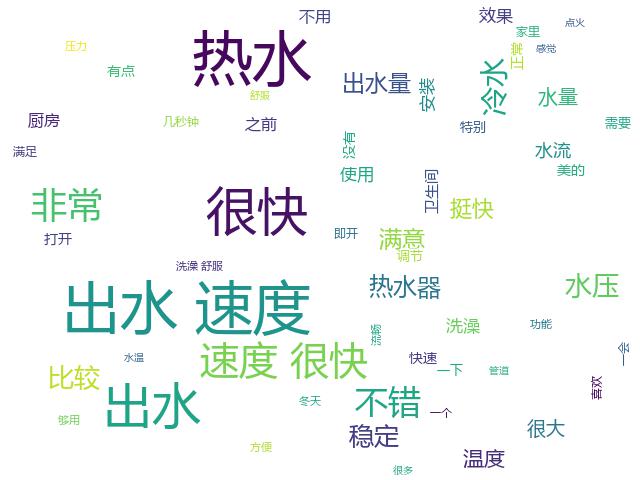 不用
效果
点火
家里
压力
热水
感觉
正常
有点
出水量
安装
冷水
水量
舒服
厨房
几秒钟
之前
特别
需要
满足
没有
水流
使用
美的
卫生间
非常
很快
挺快
打开
即开
满意
调节
洗澡 舒服
热水器
水压
出水 速度
洗澡
功能
流畅
水温
速度 很快
快速
一会
比较
一下
管道
喜欢
出水
冬天
不错
一个
够用
稳定
很大
方便
温度
很多